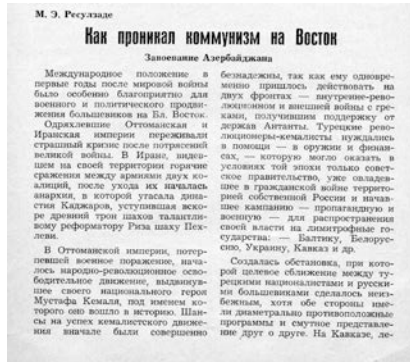 М. Э. Ресулзаде
Как проникал коммунизм на Восток
Завоевание Азербайджана
Международное положение в
первые годы после мировой войны
было особенно благоприятно для
военного и политического продви-
жения большевиков на Бл. Восток.
Одряхлевшие Оттоманская и
Иранская империи переживали
страшный кризис после потрясений
великой войны. В Иране, видев-
шем на своей территории горячие
сражения между армиями двух ко-
алиций, после ухода их началась
анархия, в которой угасала дина-
стия Каджаров, уступившая вско-
ре древний трон шахов талантли-
вому реформатору Риза шаху Пех-
леви.
В Оттоманской империи, потер-
певшей военное поражение, нача-
лось народно-революционное осво-
бодительное движение, выдвинув-
шее своего национального героя
Мустафа Кемаля, под именем ко-
торого оно вошло в историю. Шан-
сы на успех кемалистского движе-
ния вначале были совершенно
безнадежны, так как ему одновре-
менно пришлось действовать на
двух фронтах — внутренне-рево-
люционном и внешней войны с гре-
ками, получившим поддержку от
держав Антанты. Турецкие рево-
люционеры-кемалисты нуждались
в помощи — в оружии и финан-
сах, — которую могло оказать в
условиях той эпохи только совет-
ское правительство, уже овладев-
шее в гражданской войне террито-
рией собственной России и начав-
шее кампанию — пропагандную и
военную — для распространения
своей власти на лимитрофные го-
сударства: — Балтику, Белорус-
сию, Украину, Кавказ и др.
Создалась обстановка, при кото-
рой целевое сближение между ту-
рецкими националистами и русски-
ми большевиками сделалось неиз-
бежным, хотя обе стороны име-
ли диаметрально противоположные
программы и смутное представле-
ние друг о друге. На Кавказе, ле-